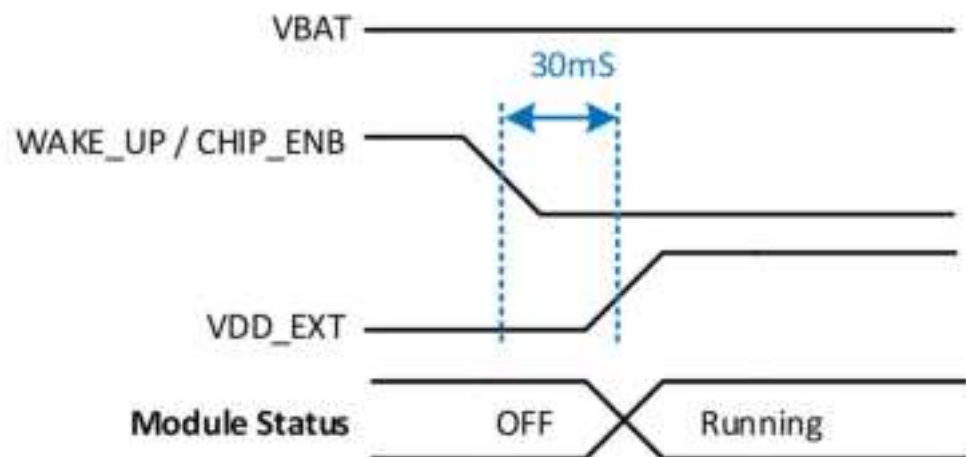 VBAT
30mS
WAKE_UP / CHIP_ENB
VDD_EXT
Module Status OFF Running